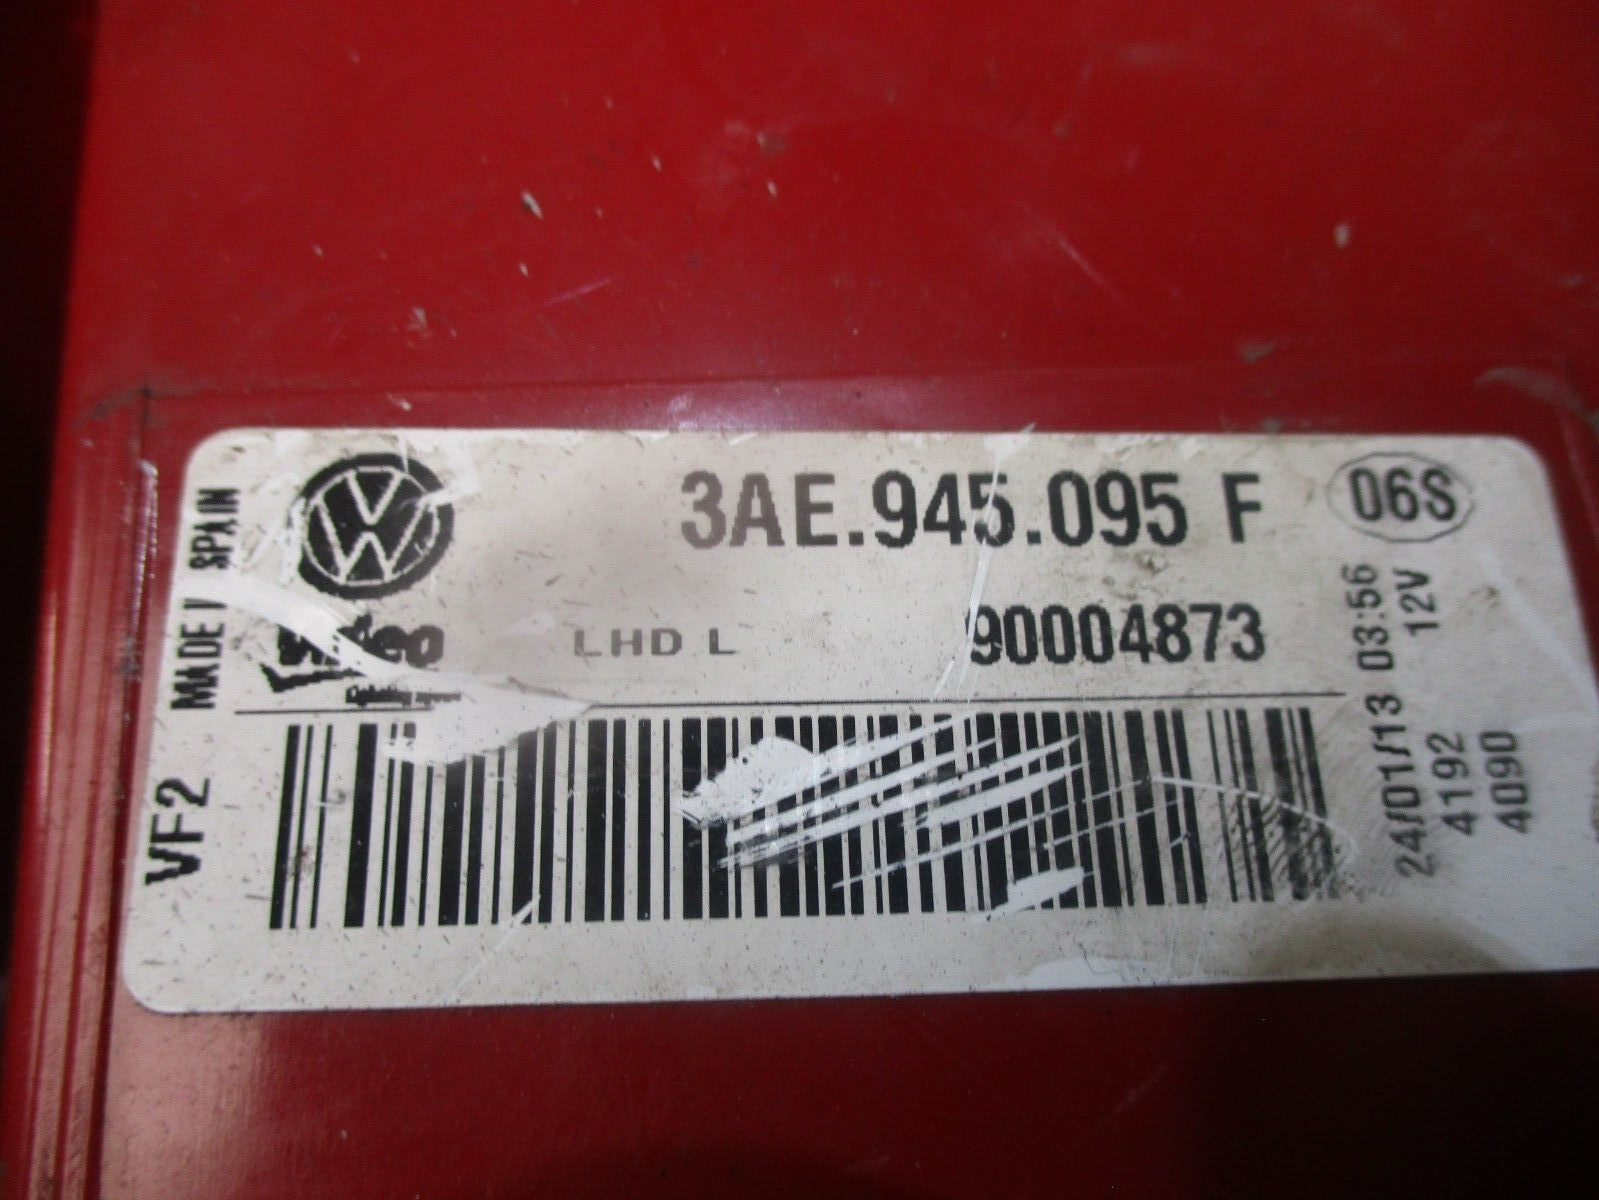 3AE.945.095 F
06S
LHD L
90004873
MADE I SPAIN
VF2
24/01/13 03:56
4192 12V
4090